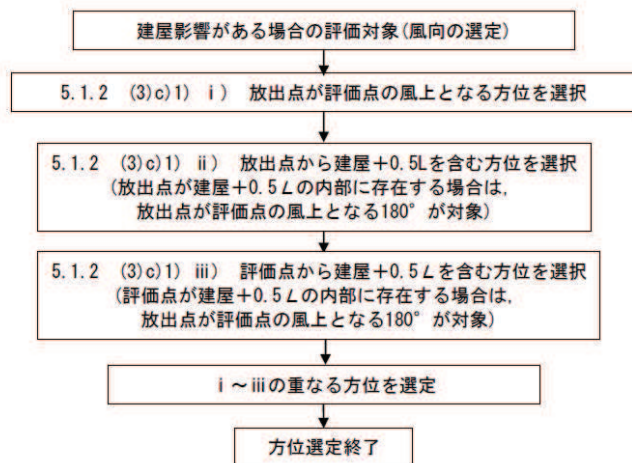 建屋影響がある場合の評価対象(風向の選定)
5.1.2 (3)c)1) ⅰ) 放出点が評価点の風上となる方位を選択
5.1.2 (3)c)1) ⅱ) 放出点から建屋+0.5Lを含む方位を選択
(放出点が建屋+0.5Lの内部に存在する場合は,
放出点が評価点の風上となる180°が対象)
5.1.2 (3)c)1) ⅲ) 評価点から建屋+0.5Lを含む方位を選択
(評価点が建屋+0.5Lの内部に存在する場合は,
放出点が評価点の風上となる180°が対象)
ⅰ~ⅲの重なる方位を選定
方位選定終了